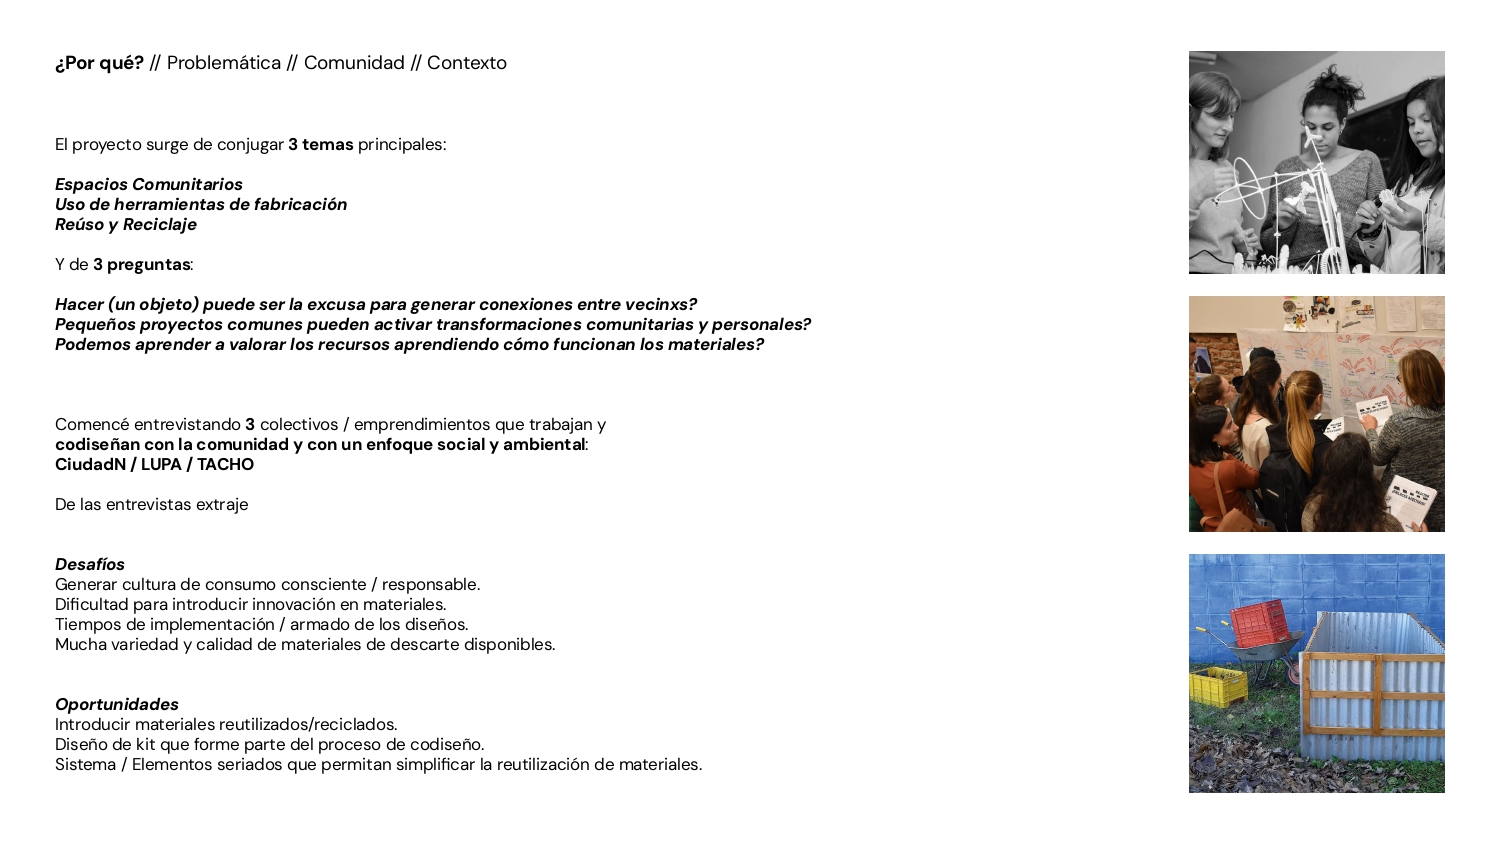 ¿Por qué? // Problemática // Comunidad // Contexto
El proyecto surge de conjugar 3 temas principales:
Espacios Comunitarios
Uso de herramientas de fabricación
Reúso y Reciclaje
Y de 3 preguntas:
Hacer (un objeto) puede ser la excusa para generar conexiones entre vecinxs?
Pequeños proyectos comunes pueden activar transformaciones comunitarias y personales?
Podemos aprender a valorar los recursos aprendiendo cómo funcionan los materiales?
Comencé entrevistando 3 colectivos / emprendimientos que trabajan y
codiseñan con la comunidad y con un enfoque social y ambiental:
CiudadN / LUPA / TACHO
De las entrevistas extraje
Desafíos
Generar cultura de consumo consciente / responsable.
Dificultad para introducir innovación en materiales.
Tiempos de implementación / armado de los diseños.
Mucha variedad y calidad de materiales de descarte disponibles.
Oportunidades
Introducir materiales reutilizados/reciclados.
Diseño de kit que forme parte del proceso de codiseño.
Sistema / Elementos seriados que permitan simplificar la reutilización de materiales.